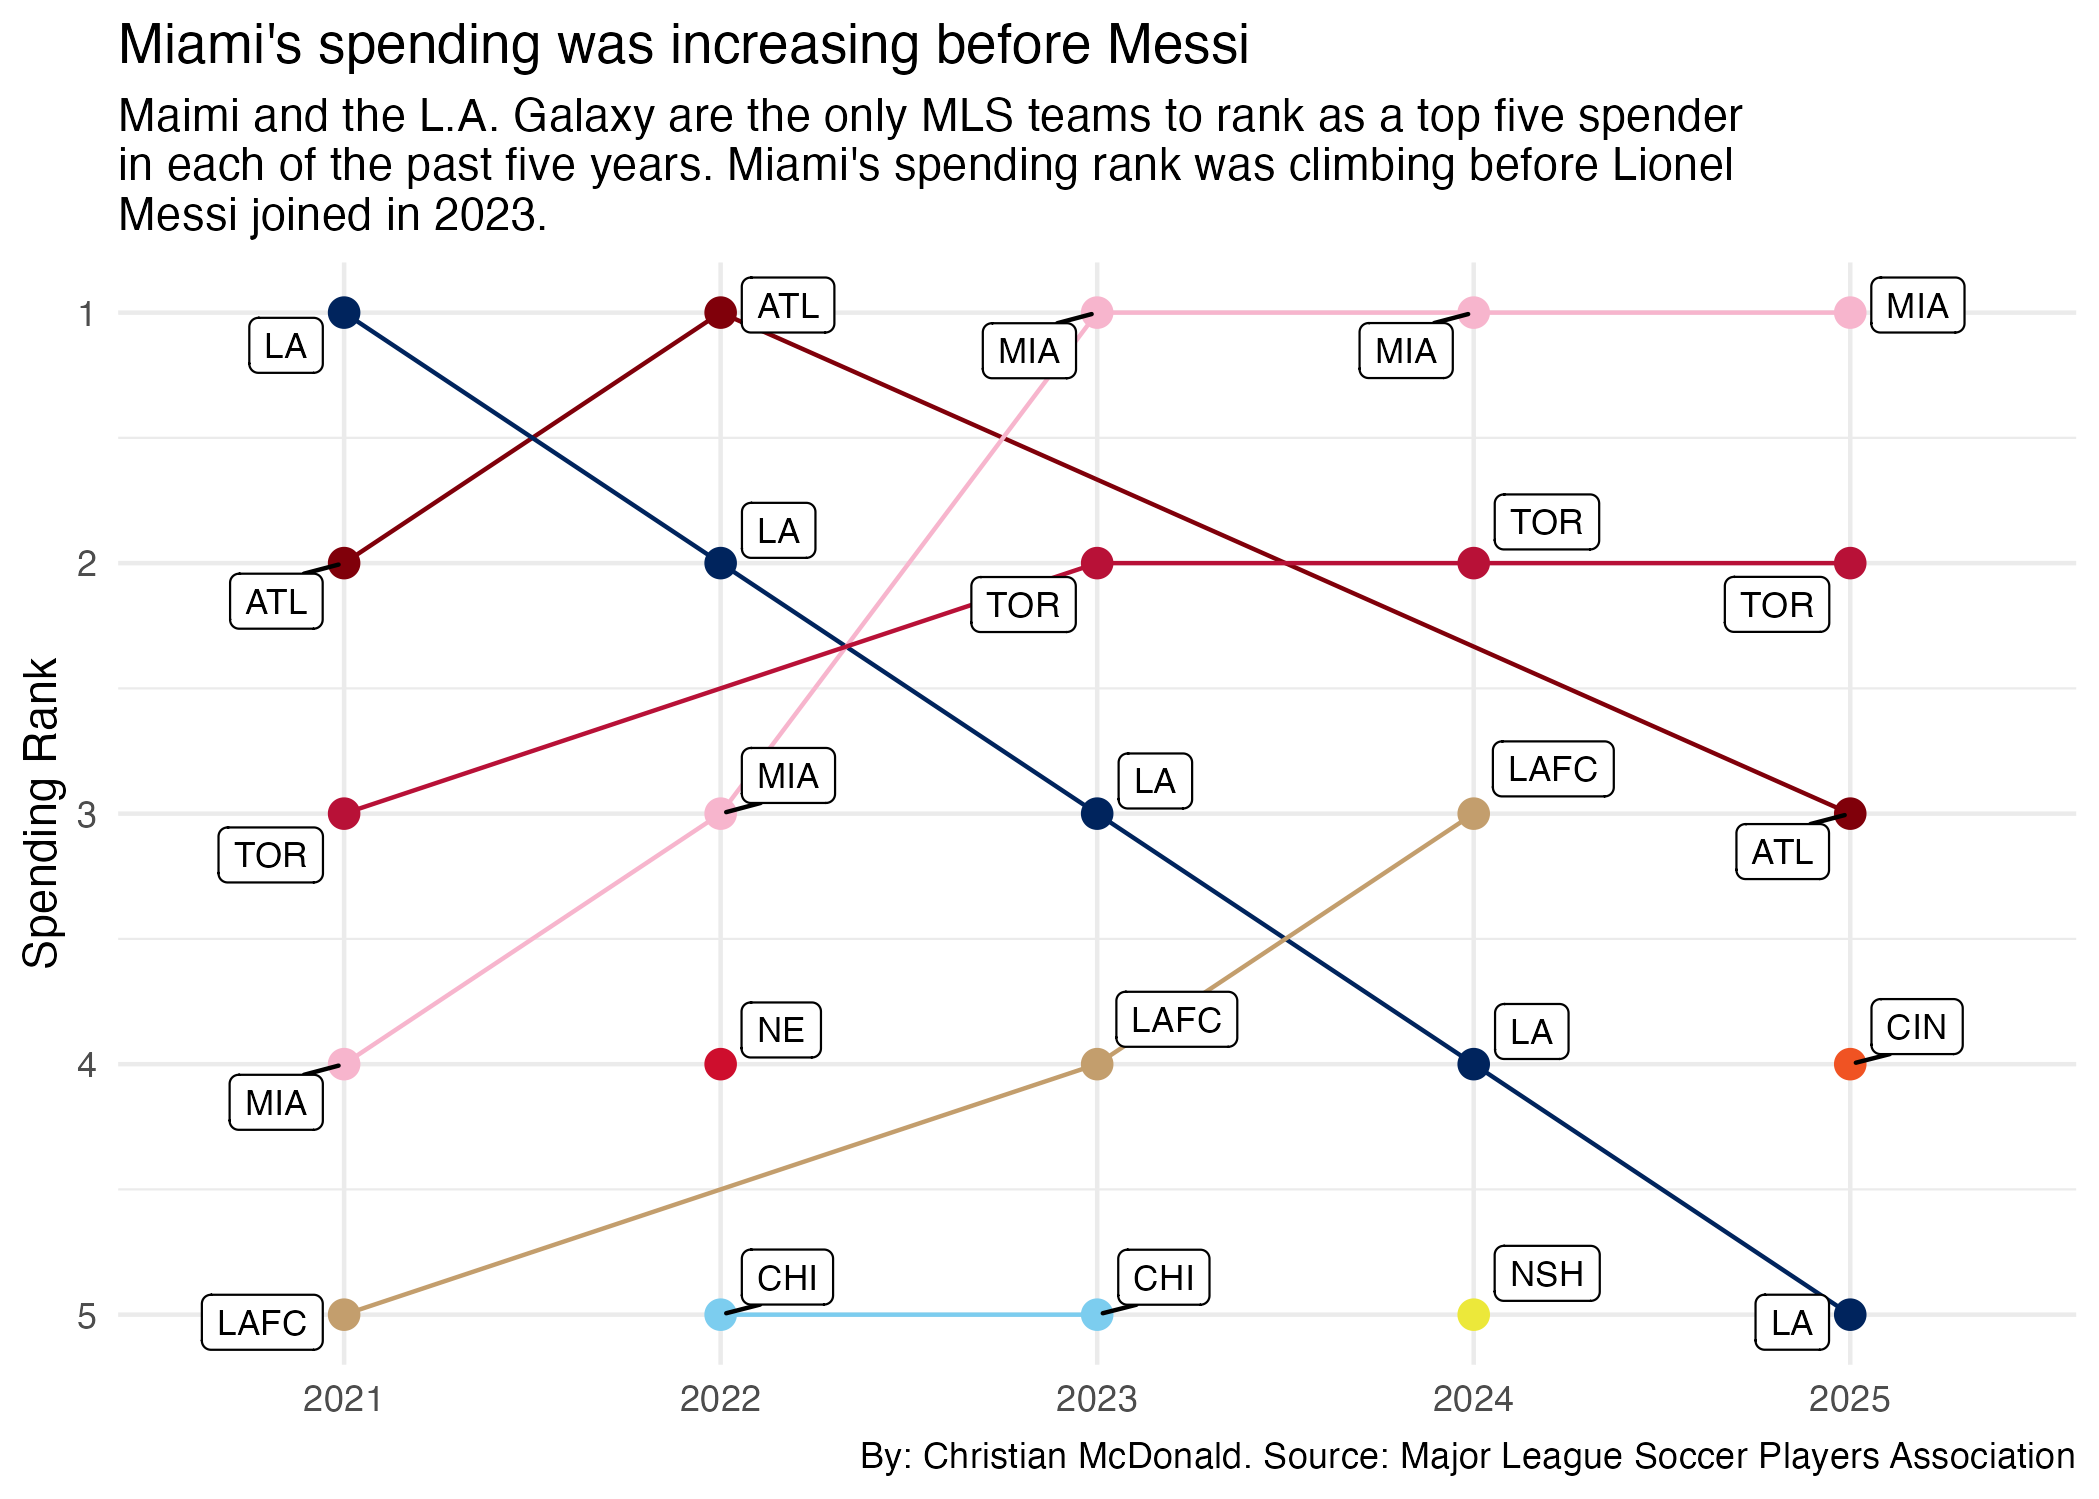 Miami's spending was increasing before Messi
Maimi and the L.A. Galaxy are the only MLS teams to rank as a top five spender
in each of the past five years. Miami's spending rank was climbing before Lionel
Messi joined in 2023.
Spending Rank
1
LA
ATL
MIA
MIA
MIA
2
ATL
LA
TOR
TOR
TOR
3
TOR
MIA
LA
LAFC
ATL
4
MIA
NE
LAFC
LA
CIN
5
LAFC
CHI
CHI
NSH
LA
2021
2022
2023
2024
2025
By: Christian McDonald. Source: Major League Soccer Players Association